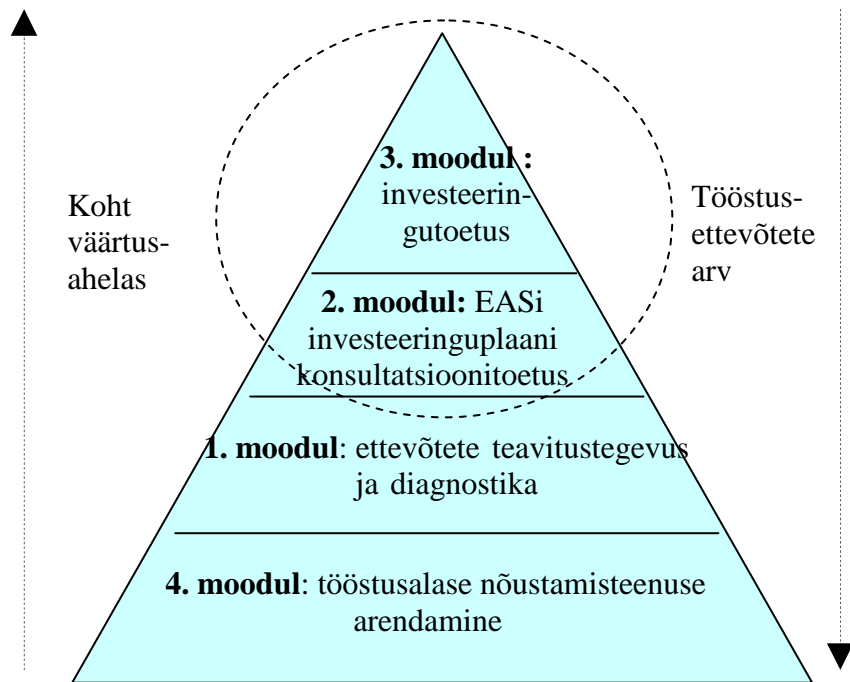 3. moodul :
investeerin-
gutoetus
Koht
väärtus-
ahelas
Tööstus-
ettevõtete
arv
2. moodul: EASi
investeeringuplaani
konsultatsioonitoetus
1. moodul: ettevõtete teavitustegevus
ja diagnostika
4. moodul: tööstusalase nõustamisteenuse
arendamine